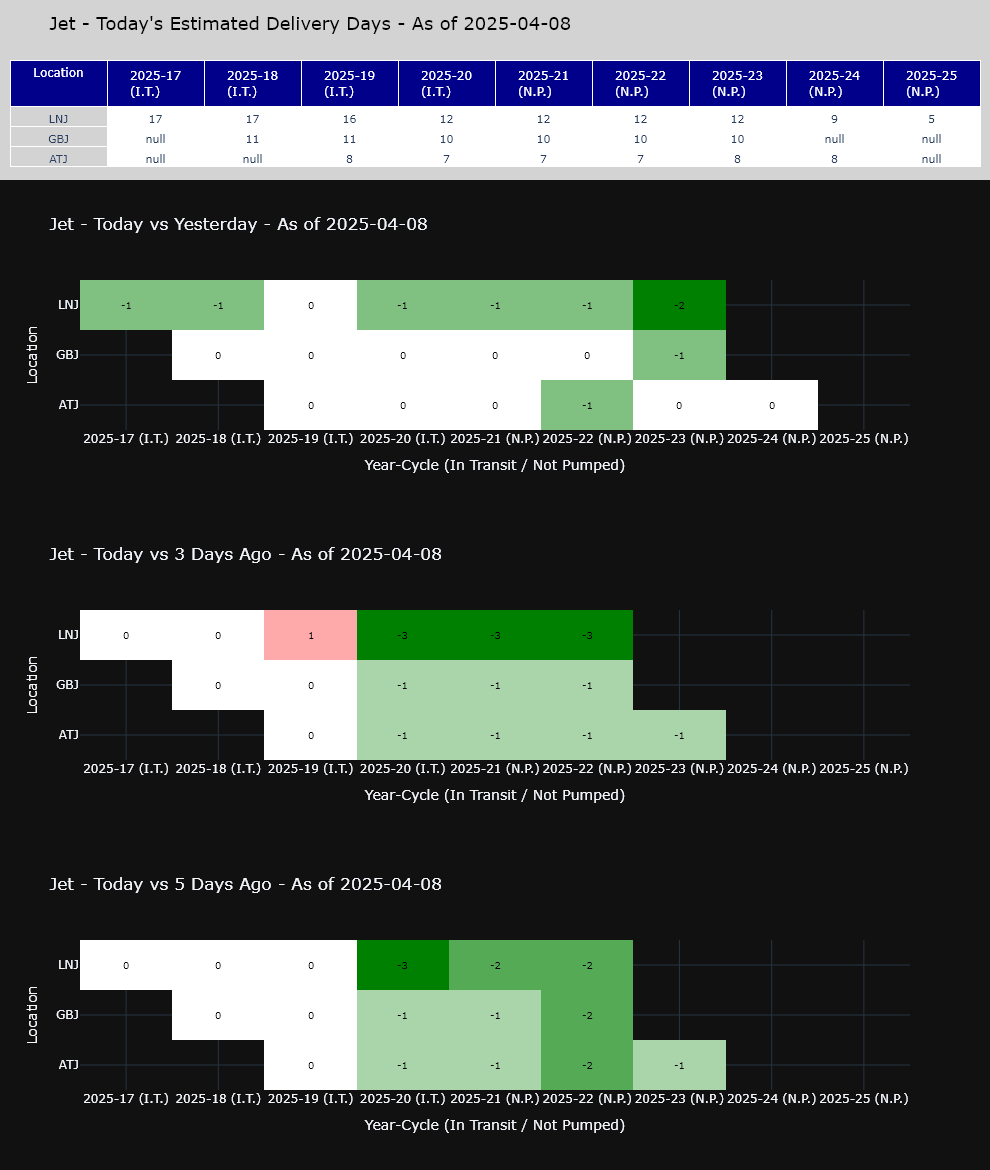 Jet - Today's Estimated Delivery Days - As of 2025-04-08
Location 2025-17 (I.T.) 2025-18 (I.T.) 2025-19 (I.T.) 2025-20 (I.T.) 2025-21 (N.P.) 2025-22 (N.P.) 2025-23 (N.P.) 2025-24 (N.P.) 2025-25 (N.P.)
LNJ 17 17 16 12 12 12 12 9 5
GBJ null 11 11 10 10 10 10 null null
ATJ null null 8 7 7 7 8 8 null
Jet - Today vs Yesterday - As of 2025-04-08
LNJ -1 -1 0 -1 -1 -1 -2
GBJ 0 0 0 0 0 -1
ATJ 0 0 0 -1 0 0
Location
2025-17 (I.T.) 2025-18 (I.T.) 2025-19 (I.T.) 2025-20 (I.T.) 2025-21 (N.P.) 2025-22 (N.P.) 2025-23 (N.P.) 2025-24 (N.P.) 2025-25 (N.P.)
Year-Cycle (In Transit / Not Pumped)
Jet - Today vs 3 Days Ago - As of 2025-04-08
LNJ 0 0 1 -3 -3 -3
GBJ 0 0 -1 -1 -1
ATJ 0 -1 -1 -1 -1
Location
2025-17 (I.T.) 2025-18 (I.T.) 2025-19 (I.T.) 2025-20 (I.T.) 2025-21 (N.P.) 2025-22 (N.P.) 2025-23 (N.P.) 2025-24 (N.P.) 2025-25 (N.P.)
Year-Cycle (In Transit / Not Pumped)
Jet - Today vs 5 Days Ago - As of 2025-04-08
LNJ 0 0 0 -3 -2 -2
GBJ 0 0 -1 -1 -2
ATJ 0 -1 -1 -2 -1
Location
2025-17 (I.T.) 2025-18 (I.T.) 2025-19 (I.T.) 2025-20 (I.T.) 2025-21 (N.P.) 2025-22 (N.P.) 2025-23 (N.P.) 2025-24 (N.P.) 2025-25 (N.P.)
Year-Cycle (In Transit / Not Pumped)